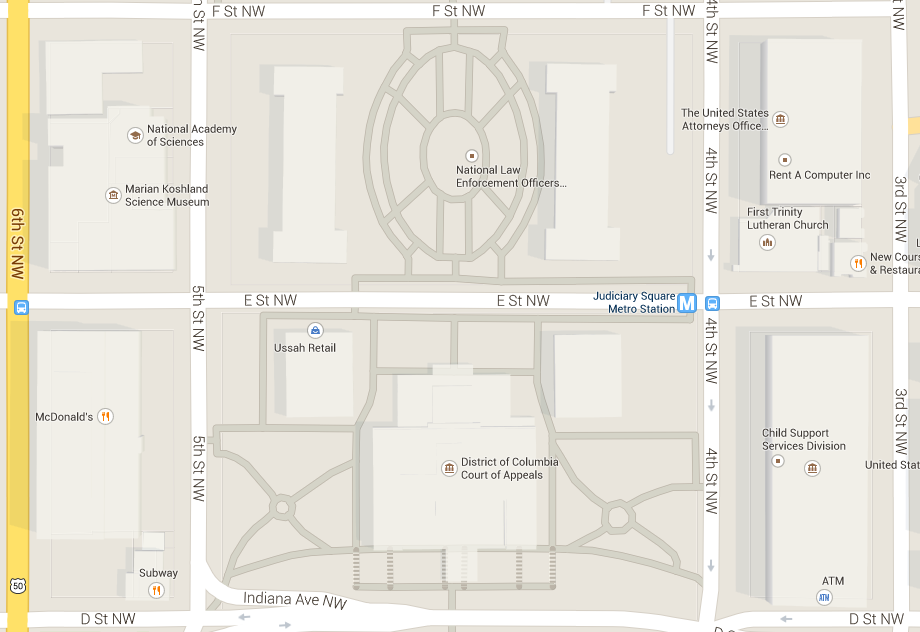 F St NW
F St NW
F St NW
5th St NW
4th St NW
National Academy
of Sciences
Marian Koshland
Science Museum
National Law
Enforcement Officers...
The United States
Attorneys Office...
Rent A Computer Inc
First Trinity
Lutheran Church
New Cours
& Restaura
6th St NW
4th St NW
3rd St NW
E St NW
E St NW
Judiciary Square
Metro Station
M
E St NW
5th St NW
4th St NW
Ussah Retail
McDonald's
3rd St NW
Child Support
Services Division
United Stat
District of Columbia
Court of Appeals
5th St NW
4th St NW
50
Subway
ATM
ATM
Indiana Ave NW
D St NW
D St NW